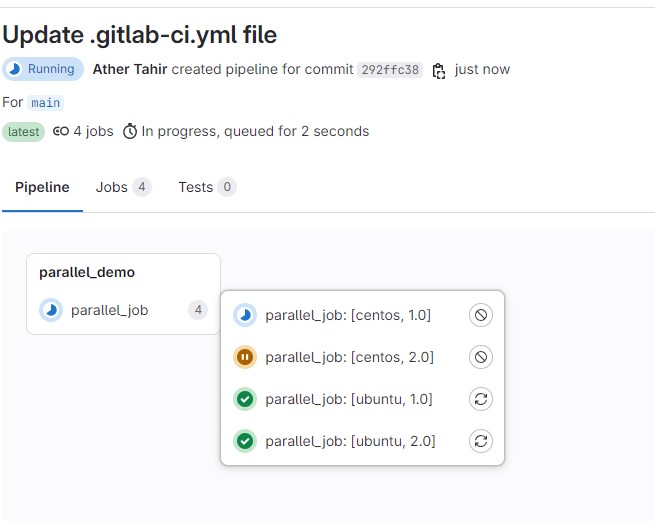 Update .gitlab-ci.yml file
Running Ather Tahir created pipeline for commit 292ffc38 just now
For main
latest 4 jobs In progress, queued for 2 seconds
Pipeline Jobs 4 Tests 0
parallel_demo
parallel_job 4
parallel_job: [centos, 1.0]
parallel_job: [centos, 2.0]
parallel_job: [ubuntu, 1.0]
parallel_job: [ubuntu, 2.0]